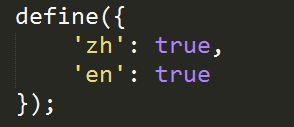 define({
    'zh': true,
    'en': true
});